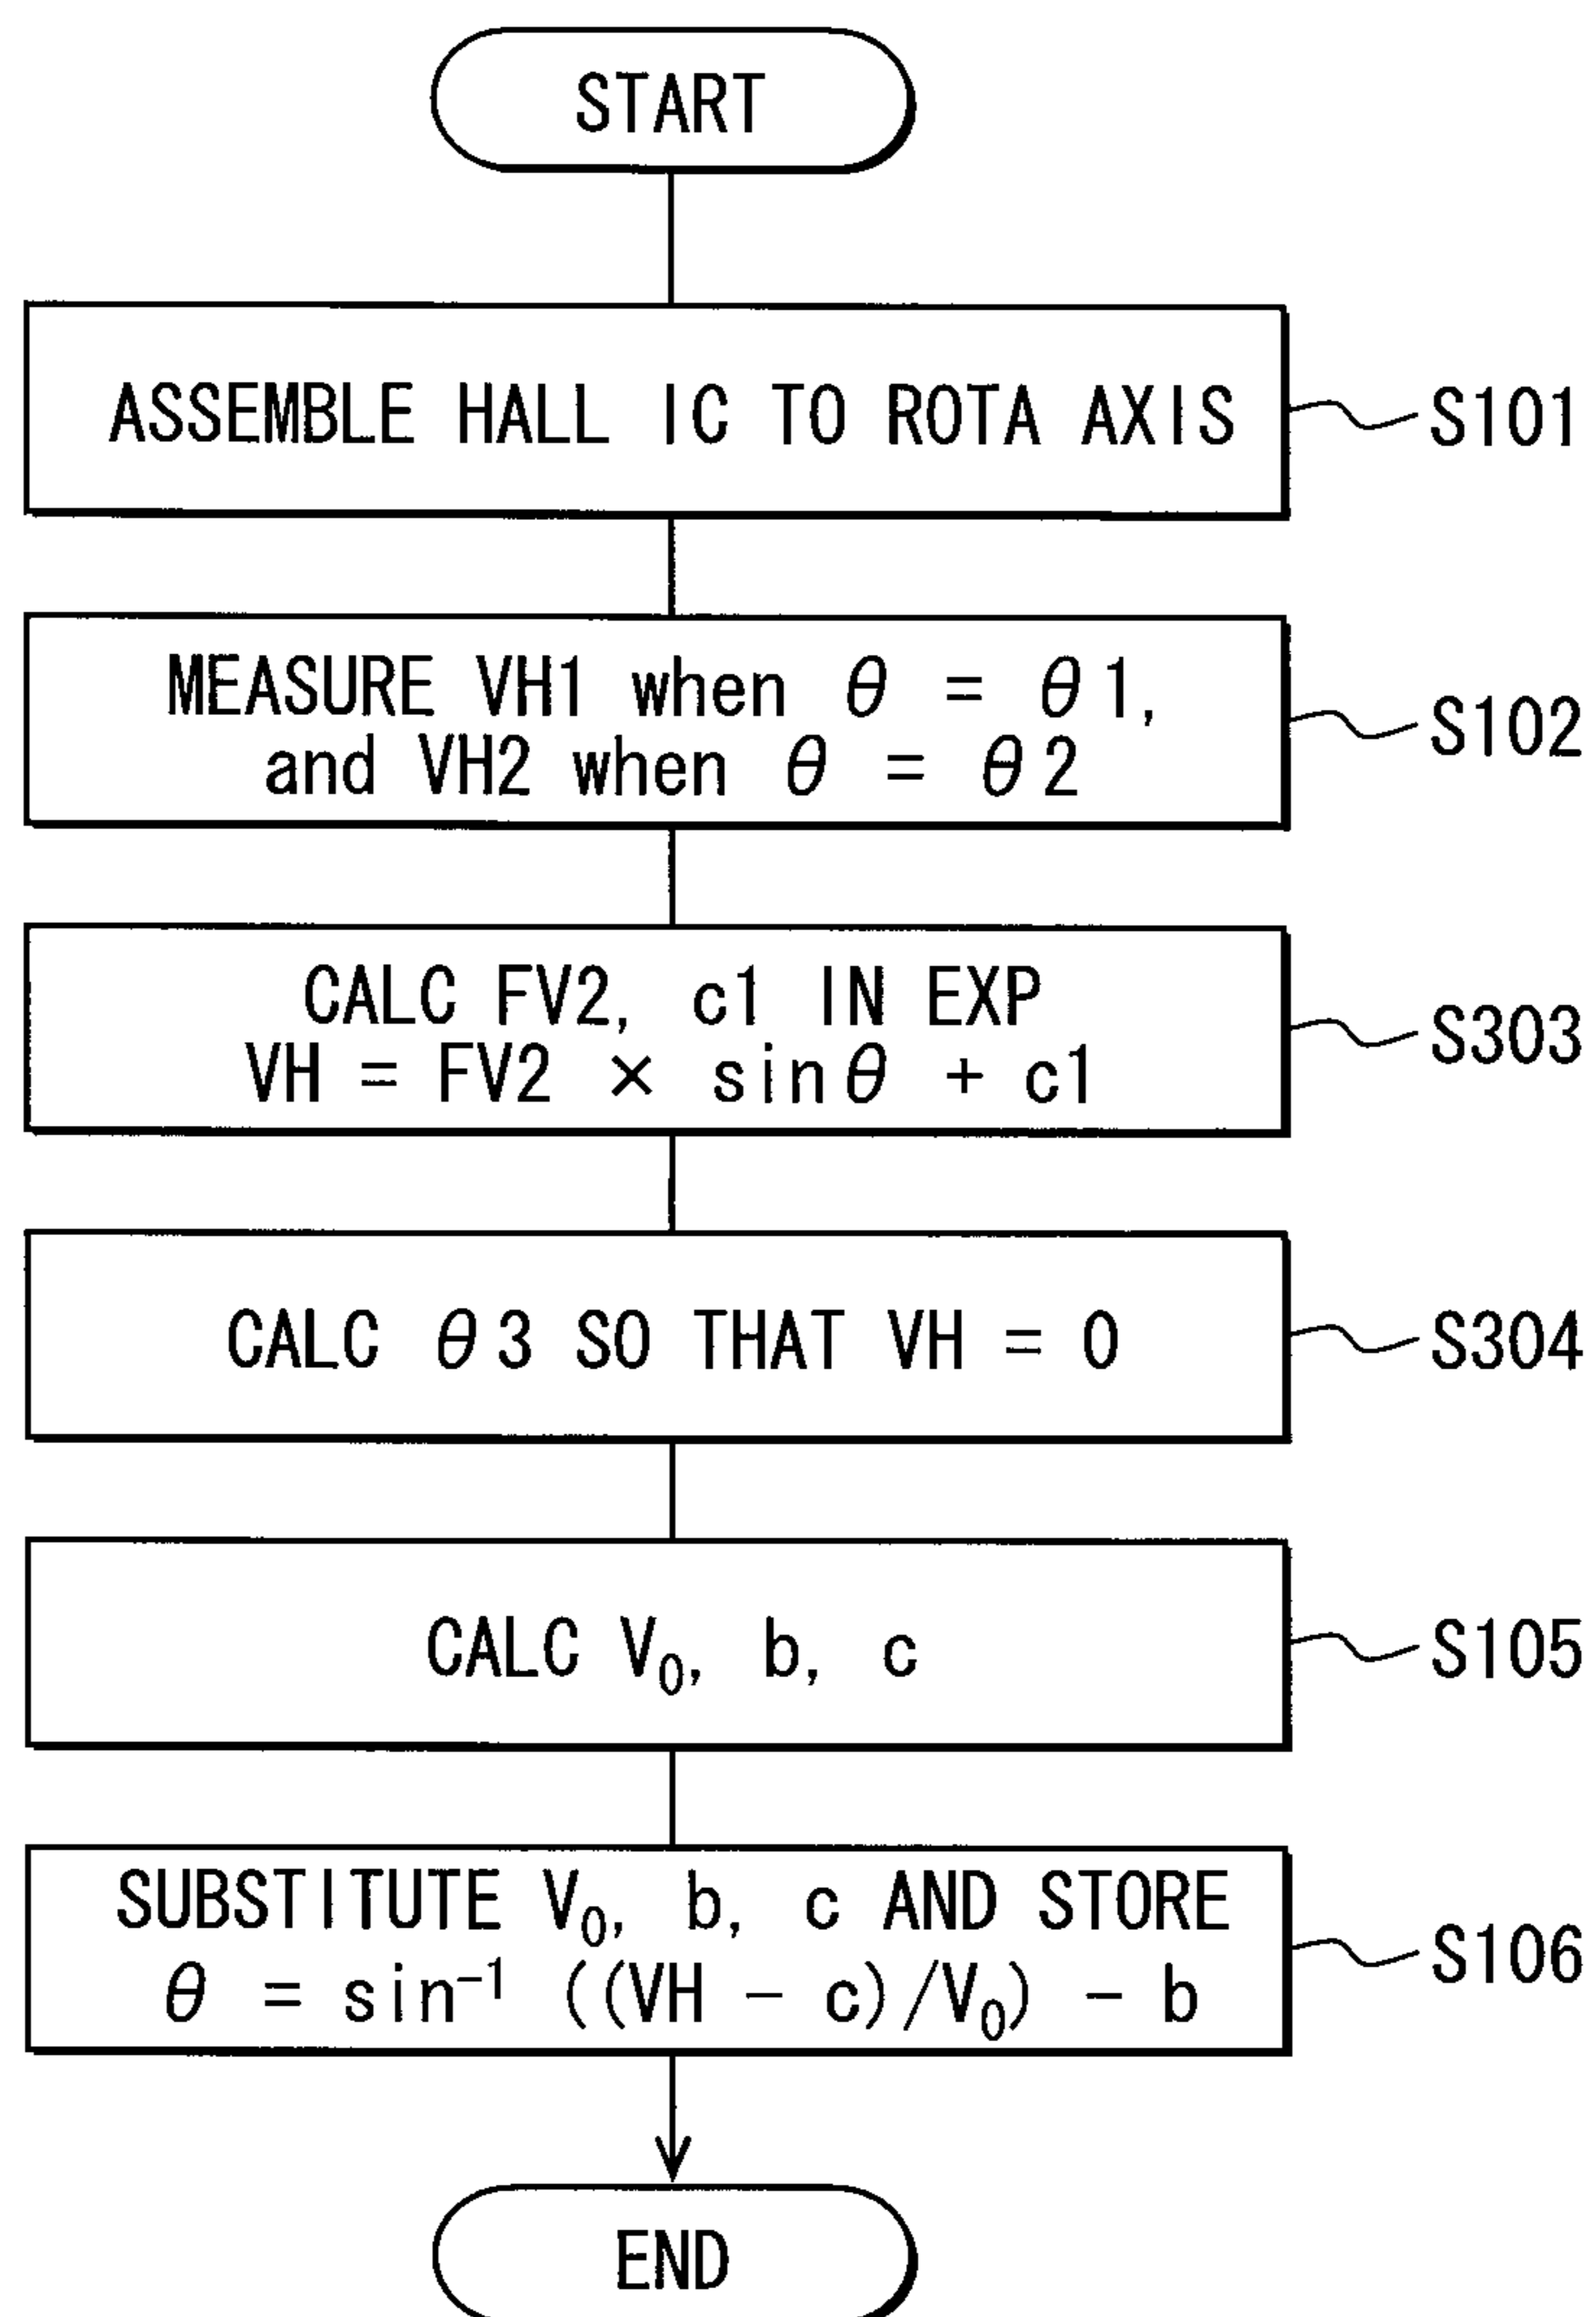 START
ASSEMBLE HALL IC TO ROTA AXIS
S101
MEASURE VH1 when θ = θ1,
and VH2 when θ = θ2
S102
CALC FV2, c1 IN EXP
VH = FV2 × sinθ + c1
S303
CALC θ3 SO THAT VH = 0
S304
CALC V₀, b, c
S105
SUBSTITUTE V₀, b, c AND STORE
θ = sin⁻¹ ((VH − c)/V₀) − b
S106
END